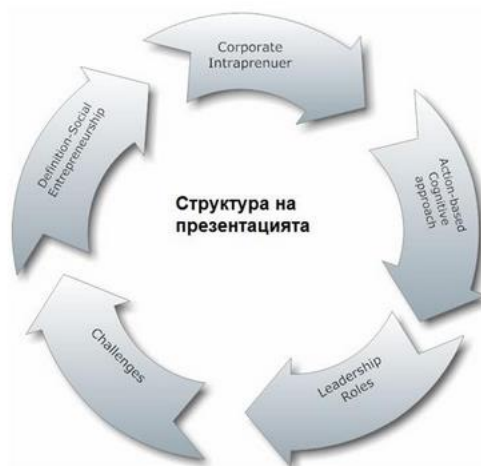 Corporate
Intraprenuer
Action-based
Cognitive
approach
Leadership
Roles
Challenges
Definition-Social
Entrepreneurship
Структура на
презентацията